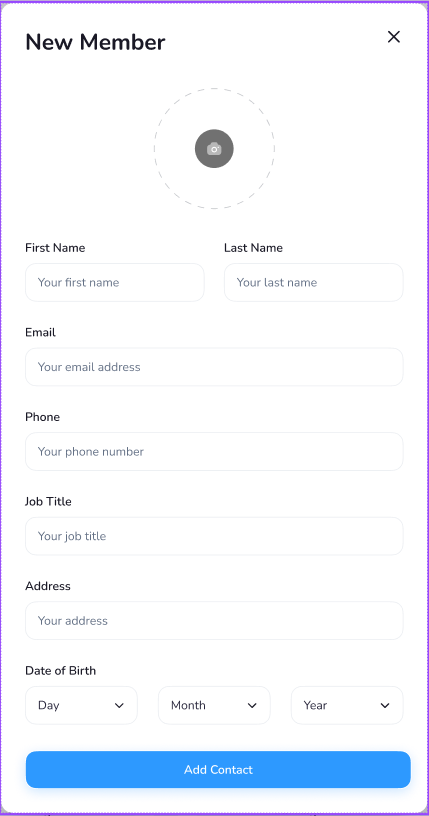 New Member
First Name Last Name
Your first name Your last name
Email
Your email address
Phone
Your phone number
Job Title
Your job title
Address
Your address
Date of Birth
Day Month Year
Add Contact